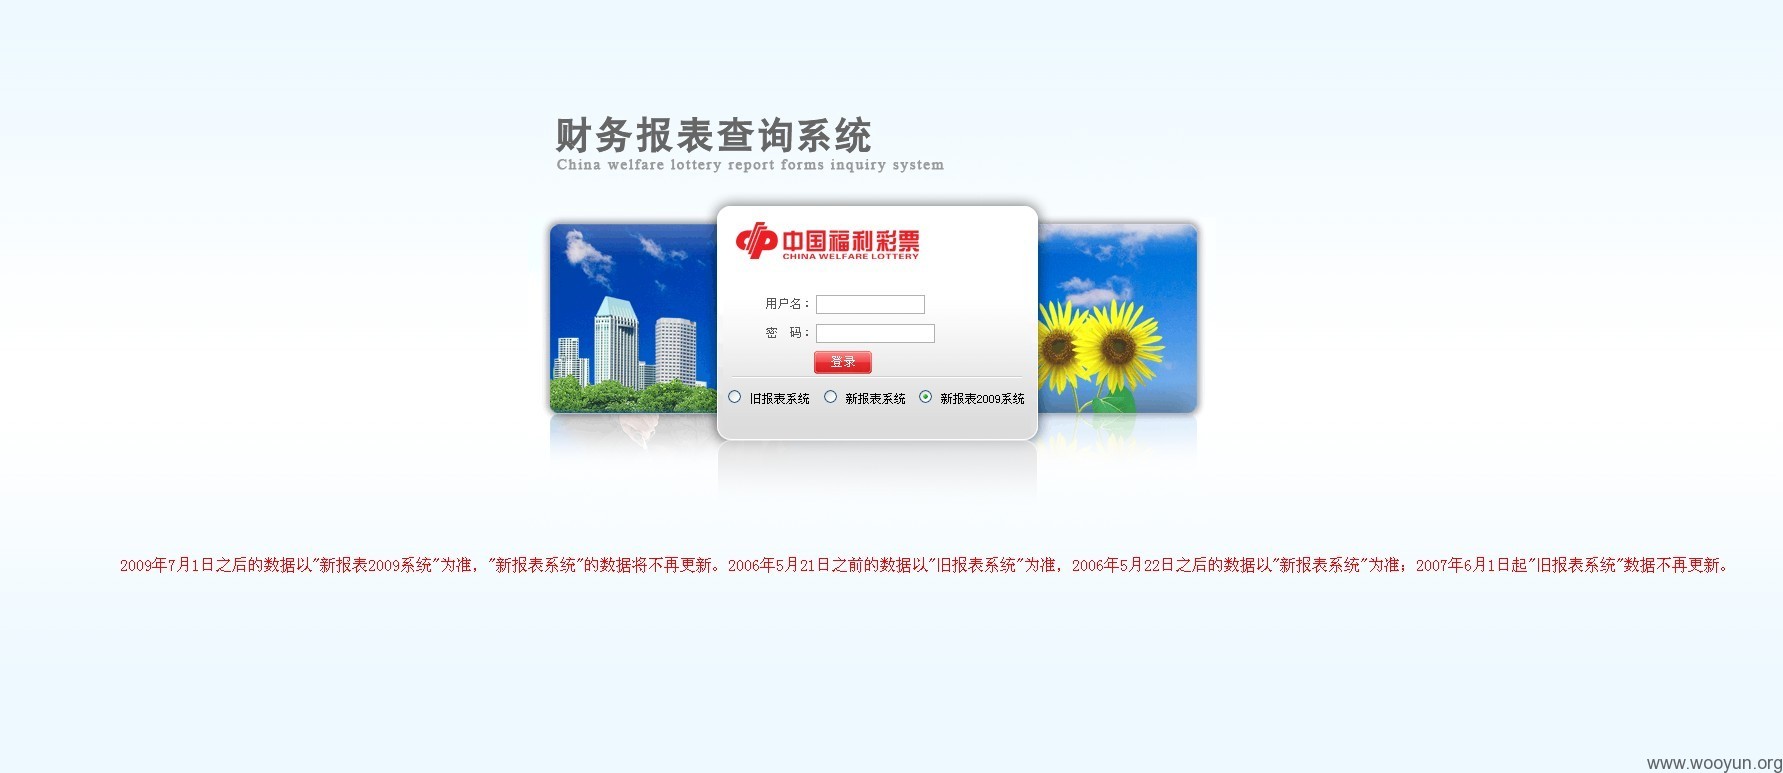 财务报表查询系统
China welfare lottery report forms inquiry system
中国福利彩票
CHINA WELFARE LOTTERY
用户名：
密　码：
登录
旧报表系统 新报表系统 新报表2009系统
2009年7月1日之后的数据以"新报表2009系统"为准，"新报表系统"的数据将不再更新。2006年5月21日之前的数据以"旧报表系统"为准，2006年5月22日之后的数据以"新报表系统"为准；2007年6月1日起"旧报表系统"数据不再更新。
www.wooyun.org